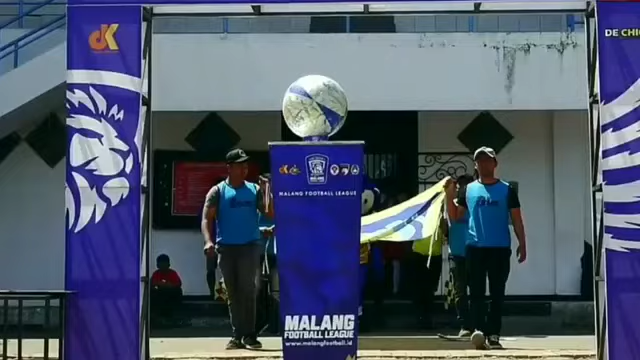 dK
DE CHI
MALANG FOOTBALL LEAGUE
MALANG
FOOTBALL LEAGUE
www.malangfootball.id